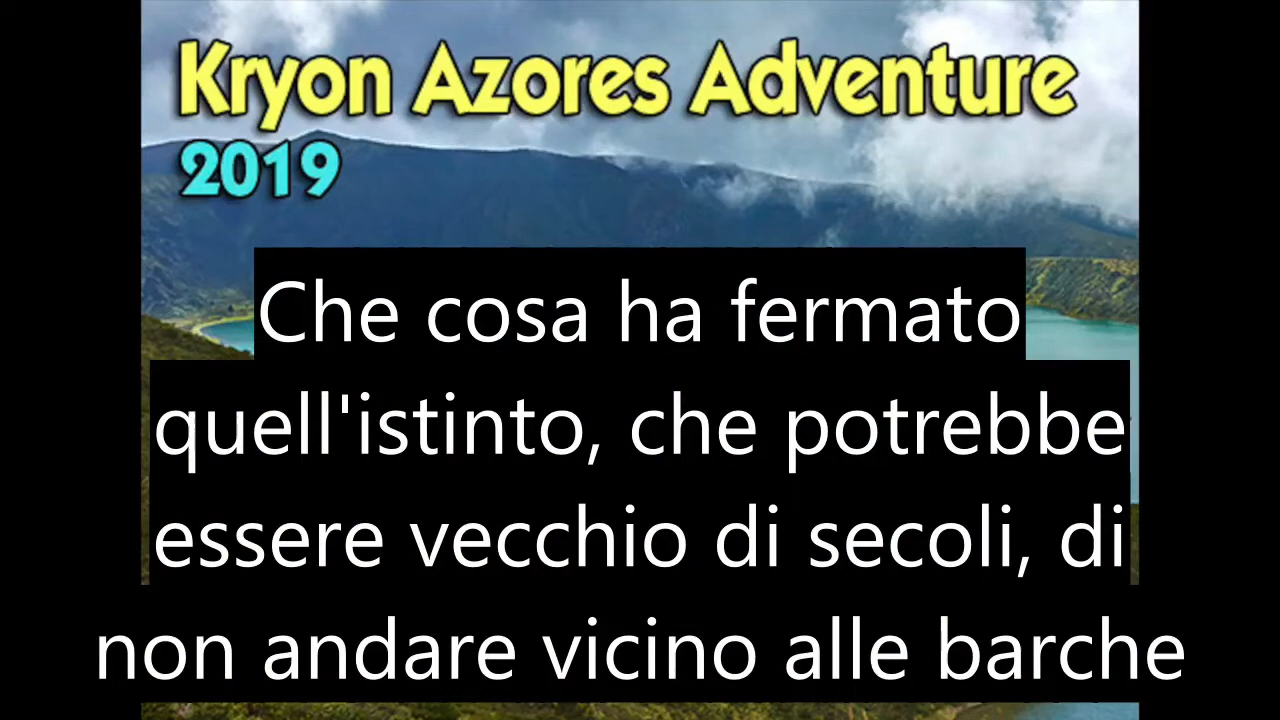 Kryon Azores Adventure
2019
Che cosa ha fermato
quell'istinto, che potrebbe
essere vecchio di secoli, di
non andare vicino alle barche